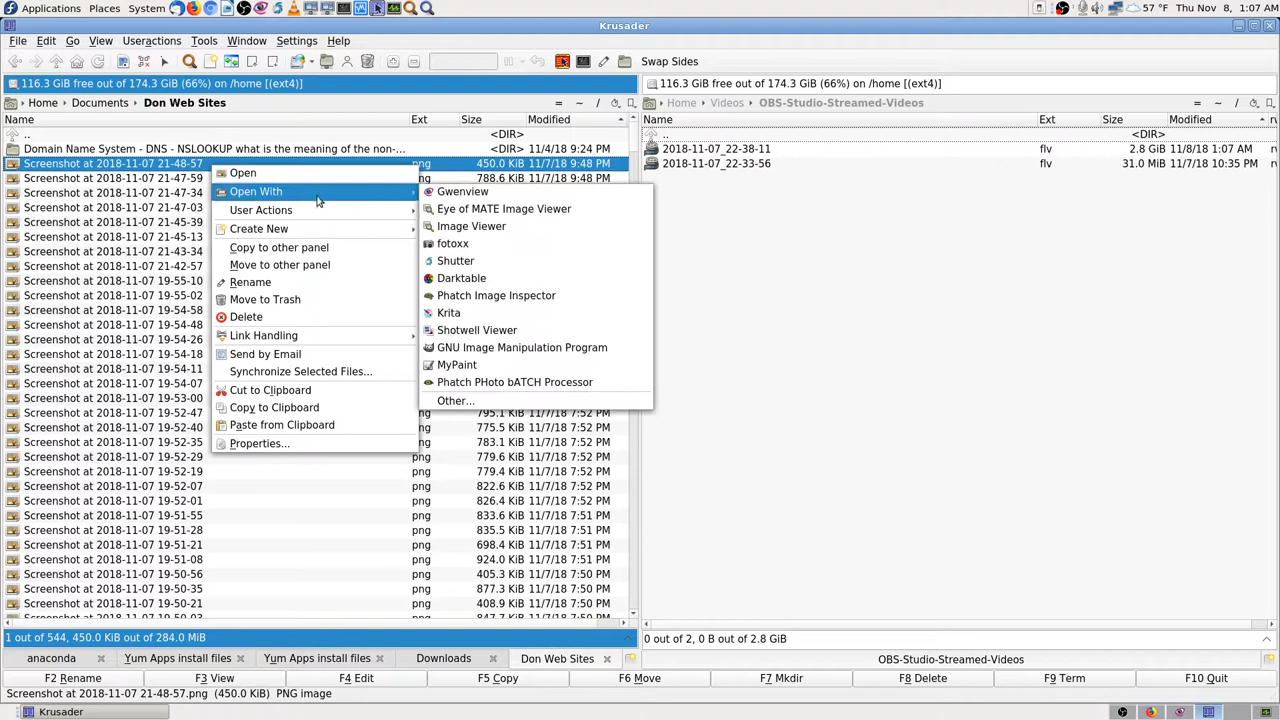 Applications Places System 57 °F Thu Nov 8, 1:07 AM
Krusader
File Edit Go View Useractions Tools Window Settings Help
Swap Sides
116.3 GiB free out of 174.3 GiB (66%) on /home [(ext4)]
Home Documents Don Web Sites = ~ /
Name Ext Size Modified
.. <DIR>
Domain Name System - DNS - NSLOOKUP what is the meaning of the non-... <DIR> 11/4/18 9:24 PM
Screenshot at 2018-11-07 21-48-57 png 450.0 KiB 11/7/18 9:48 PM
Screenshot at 2018-11-07 21-47-59 png 788.6 KiB 11/7/18 9:48 PM
Screenshot at 2018-11-07 21-47-34
Screenshot at 2018-11-07 21-47-03
Screenshot at 2018-11-07 21-45-39
Screenshot at 2018-11-07 21-45-13
Screenshot at 2018-11-07 21-43-34
Screenshot at 2018-11-07 21-42-57
Screenshot at 2018-11-07 19-55-10
Screenshot at 2018-11-07 19-55-02
Screenshot at 2018-11-07 19-54-58
Screenshot at 2018-11-07 19-54-48
Screenshot at 2018-11-07 19-54-26
Screenshot at 2018-11-07 19-54-18
Screenshot at 2018-11-07 19-54-11
Screenshot at 2018-11-07 19-53-00
Screenshot at 2018-11-07 19-52-48 png 795.1 KiB 11/7/18 7:52 PM
Screenshot at 2018-11-07 19-52-40 png 775.5 KiB 11/7/18 7:52 PM
Screenshot at 2018-11-07 19-52-35 png 783.1 KiB 11/7/18 7:52 PM
Screenshot at 2018-11-07 19-52-29 png 779.4 KiB 11/7/18 7:52 PM
Screenshot at 2018-11-07 19-52-19 png 779.4 KiB 11/7/18 7:52 PM
Screenshot at 2018-11-07 19-52-07 png 822.6 KiB 11/7/18 7:52 PM
Screenshot at 2018-11-07 19-52-01 png 826.4 KiB 11/7/18 7:52 PM
Screenshot at 2018-11-07 19-51-55 png 833.6 KiB 11/7/18 7:51 PM
Screenshot at 2018-11-07 19-51-28 png 835.5 KiB 11/7/18 7:51 PM
Screenshot at 2018-11-07 19-51-21 png 698.4 KiB 11/7/18 7:51 PM
Screenshot at 2018-11-07 19-51-08 png 924.0 KiB 11/7/18 7:51 PM
Screenshot at 2018-11-07 19-50-56 png 405.3 KiB 11/7/18 7:50 PM
Screenshot at 2018-11-07 19-50-35 png 877.3 KiB 11/7/18 7:50 PM
Screenshot at 2018-11-07 19-50-21 png 408.9 KiB 11/7/18 7:50 PM
Screenshot at 2018-11-07 19-50-03 png 847.7 KiB 11/7/18 7:50 PM
Open
Open With
User Actions
Create New
Copy to other panel
Move to other panel
Rename
Move to Trash
Delete
Link Handling
Send by Email
Synchronize Selected Files...
Cut to Clipboard
Copy to Clipboard
Paste from Clipboard
Properties...
Gwenview
Eye of MATE Image Viewer
Image Viewer
fotoxx
Shutter
Darktable
Phatch Image Inspector
Krita
Shotwell Viewer
GNU Image Manipulation Program
MyPaint
Phatch PHoto bATCH Processor
Other...
116.3 GiB free out of 174.3 GiB (66%) on /home [(ext4)]
Home Videos OBS-Studio-Streamed-Videos = ~ /
Name Ext Size Modified
.. <DIR>
2018-11-07_22-38-11 flv 2.8 GiB 11/8/18 1:07 AM
2018-11-07_22-33-56 flv 31.0 MiB 11/7/18 10:35 PM
1 out of 544, 450.0 KiB out of 284.0 MiB
0 out of 2, 0 B out of 2.8 GiB
anaconda Yum Apps install files Yum Apps install files Downloads Don Web Sites
OBS-Studio-Streamed-Videos
F2 Rename F3 View F4 Edit F5 Copy F6 Move F7 Mkdir F8 Delete F9 Term F10 Quit
Screenshot at 2018-11-07 21-48-57.png (450.0 KiB) PNG image
Krusader